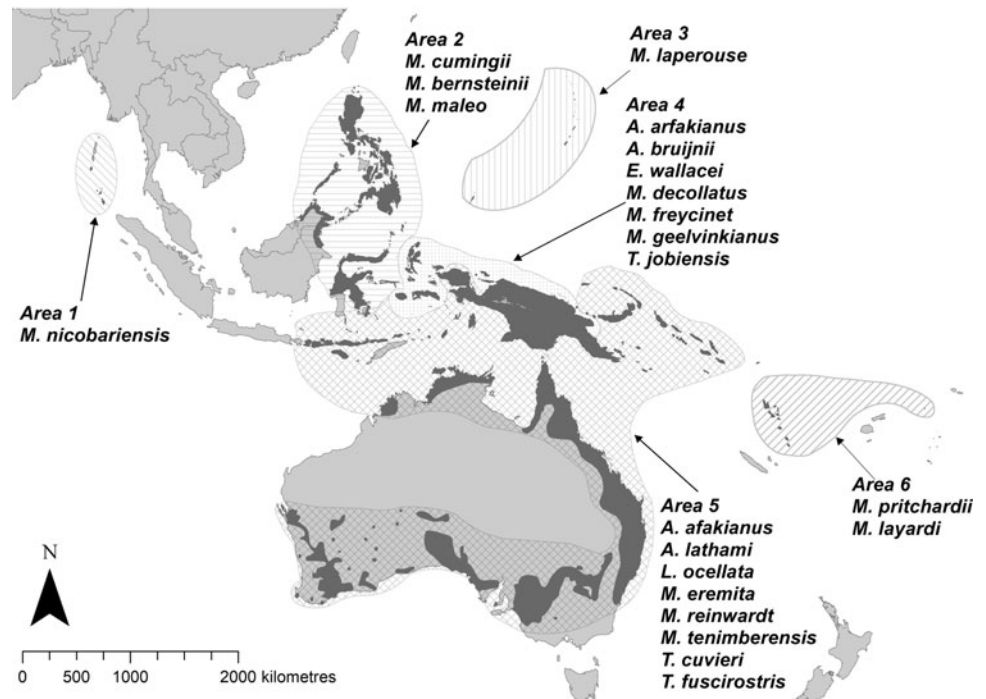 Area 2
M. cumingii
M. bernsteinii
M. maleo
Area 3
M. laperouse
Area 4
A. arfakianus
A. bruijnii
E. wallacei
M. decollatus
M. freycinet
M. geelvinkianus
T. jobiensis
Area 1
M. nicobariensis
Area 5
A. afakianus
A. lathami
L. ocellata
M. eremita
M. reinwardt
M. tenimberensis
T. cuvieri
T. fuscirostris
Area 6
M. pritchardii
M. layardi
N
0 500 1000 2000 kilometres